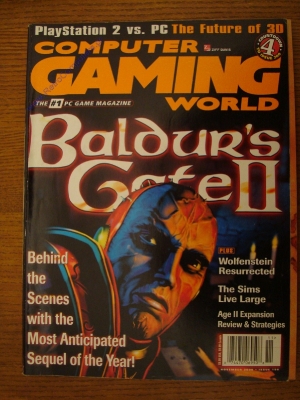 PlayStation 2 vs. PC The Future of 3D
COMPUTER
GAMING
THE #1 PC GAME MAGAZINE
WORLD
COUNTDOWN
4
Baldur's
Gate II
Behind
the
Scenes
with the
Most Anticipated
Sequel of the Year!
PLUS
Wolfenstein
Resurrected
The Sims
Live Large
Age II Expansion
Review & Strategies